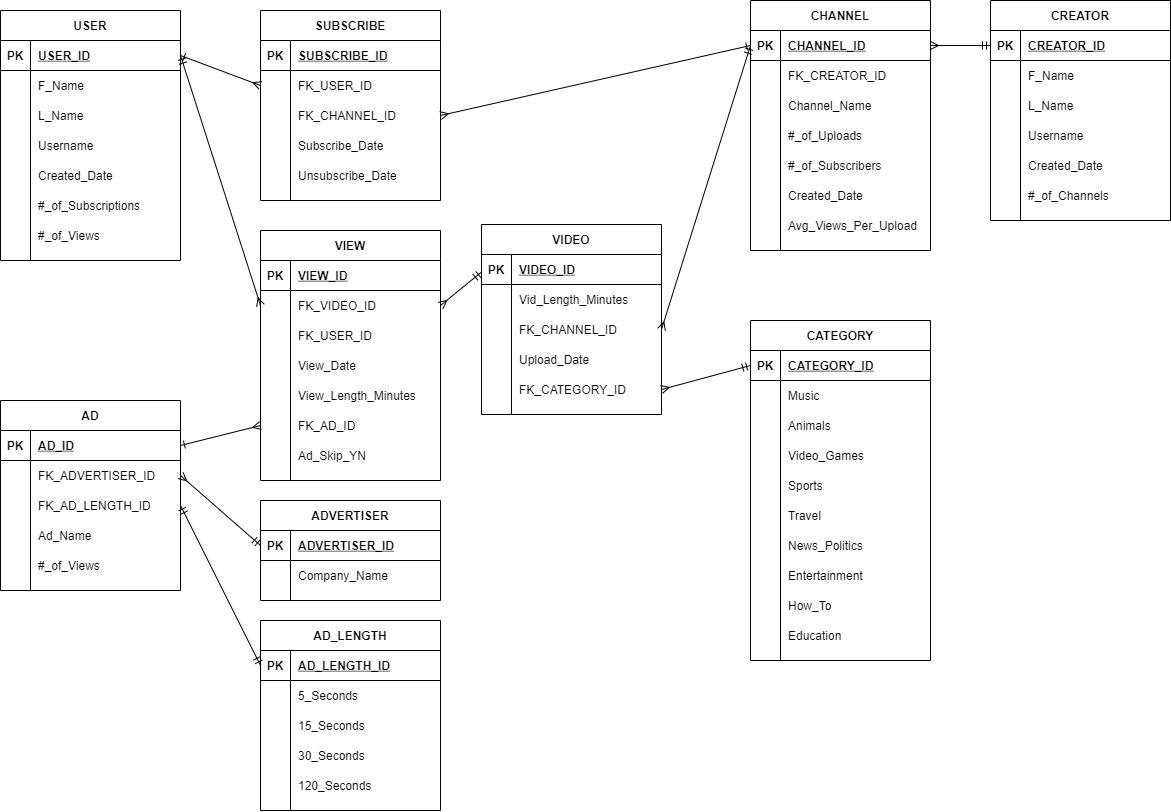 USER
PK USER_ID
F_Name
L_Name
Username
Created_Date
#_of_Subscriptions
#_of_Views
SUBSCRIBE
PK SUBSCRIBE_ID
FK_USER_ID
FK_CHANNEL_ID
Subscribe_Date
Unsubscribe_Date
CHANNEL
PK CHANNEL_ID
FK_CREATOR_ID
Channel_Name
#_of_Uploads
#_of_Subscribers
Created_Date
Avg_Views_Per_Upload
CREATOR
PK CREATOR_ID
F_Name
L_Name
Username
Created_Date
#_of_Channels
VIEW
PK VIEW_ID
FK_VIDEO_ID
FK_USER_ID
View_Date
View_Length_Minutes
FK_AD_ID
Ad_Skip_YN
VIDEO
PK VIDEO_ID
Vid_Length_Minutes
FK_CHANNEL_ID
Upload_Date
FK_CATEGORY_ID
CATEGORY
PK CATEGORY_ID
Music
Animals
Video_Games
Sports
Travel
News_Politics
Entertainment
How_To
Education
AD
PK AD_ID
FK_ADVERTISER_ID
FK_AD_LENGTH_ID
Ad_Name
#_of_Views
ADVERTISER
PK ADVERTISER_ID
Company_Name
AD_LENGTH
PK AD_LENGTH_ID
5_Seconds
15_Seconds
30_Seconds
120_Seconds